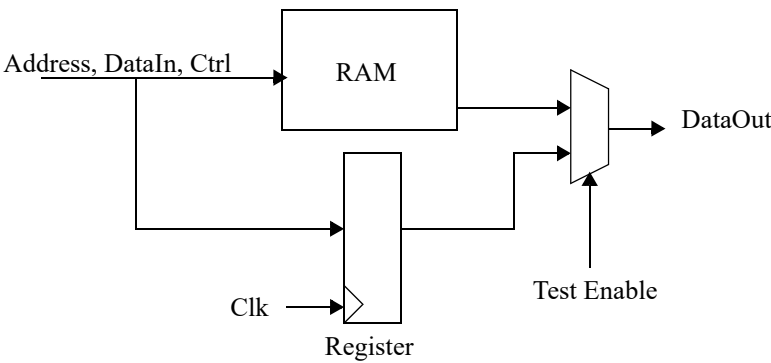 Address, DataIn, Ctrl
RAM
DataOut
Test Enable
Clk
Register